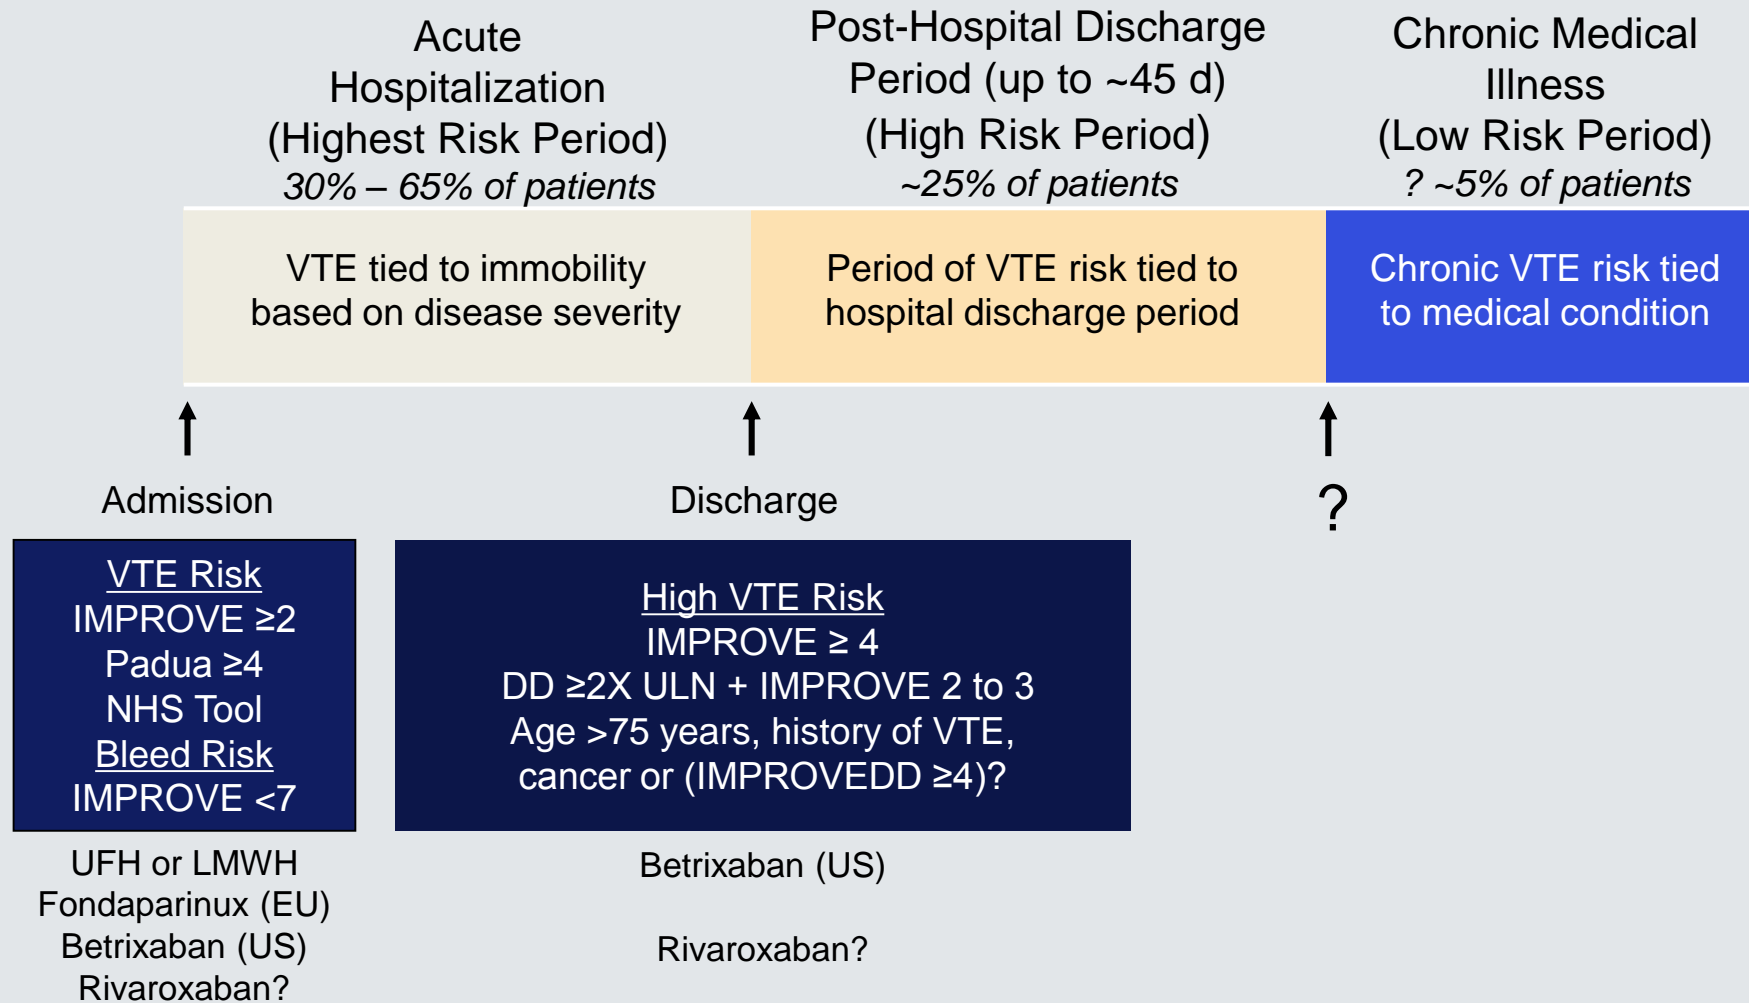 Acute
Hospitalization
(Highest Risk Period)
30% – 65% of patients
Post-Hospital Discharge
Period (up to ~45 d)
(High Risk Period)
~25% of patients
Chronic Medical
Illness
(Low Risk Period)
? ~5% of patients
VTE tied to immobility
based on disease severity
Period of VTE risk tied to
hospital discharge period
Chronic VTE risk tied
to medical condition
Admission
Discharge
?
VTE Risk
IMPROVE ≥2
Padua ≥4
NHS Tool
Bleed Risk
IMPROVE <7
High VTE Risk
IMPROVE ≥ 4
DD ≥2X ULN + IMPROVE 2 to 3
Age >75 years, history of VTE,
cancer or (IMPROVEDD ≥4)?
UFH or LMWH
Fondaparinux (EU)
Betrixaban (US)
Rivaroxaban?
Betrixaban (US)
Rivaroxaban?